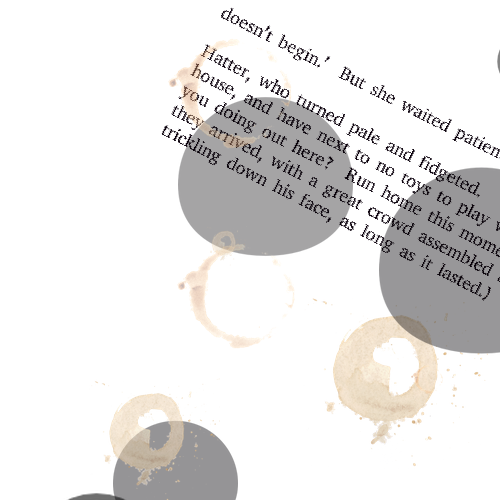 doesn't begin.' But she waited
Hatter, who turned pale and fidgeted.
house, and have next to no toys to play
you doing out here? Run home this
they arrived, with a great crowd assembled
trickling down his face, as long as it lasted.)